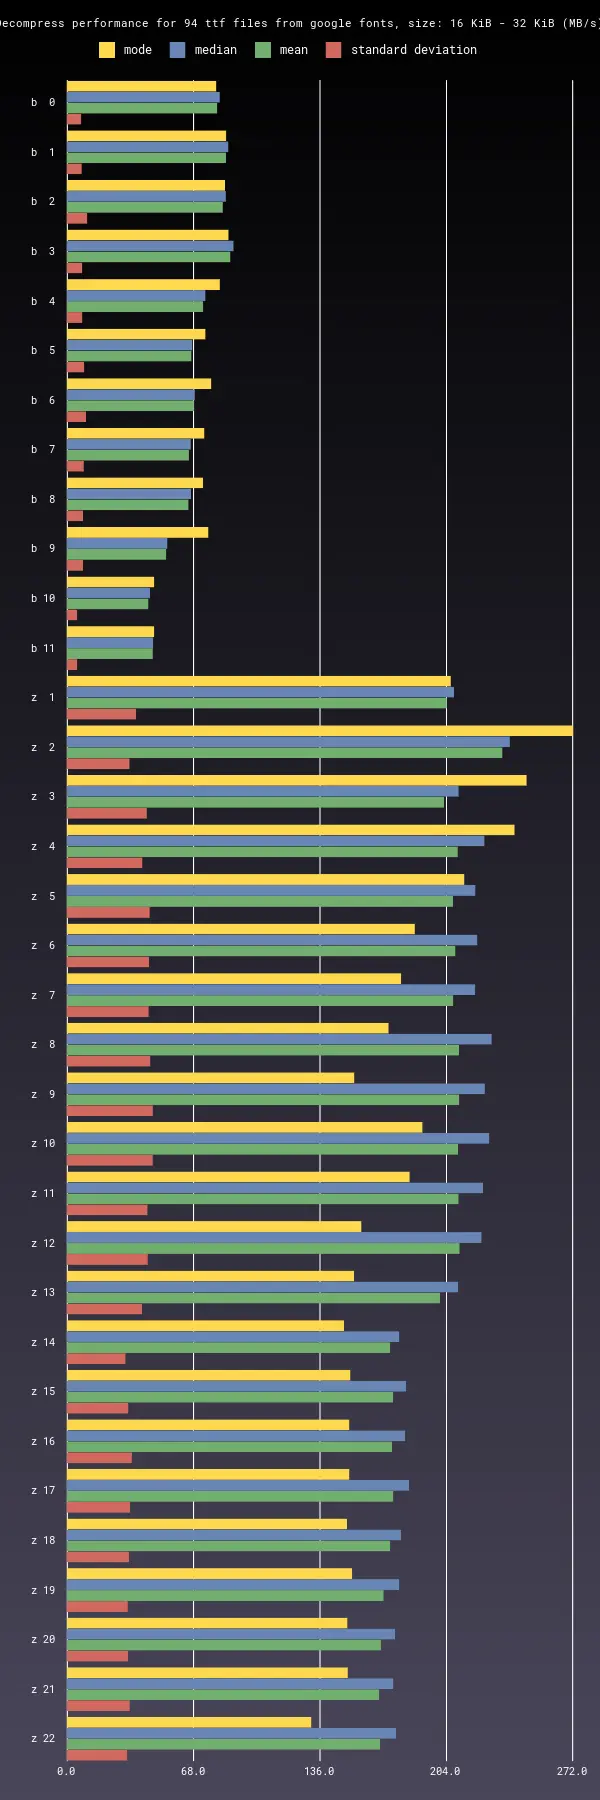 Decompress performance for 94 ttf files from google fonts, size: 16 KiB - 32 KiB (MB/s)
mode median mean standard deviation
b 0
b 1
b 2
b 3
b 4
b 5
b 6
b 7
b 8
b 9
b 10
b 11
z 1
z 2
z 3
z 4
z 5
z 6
z 7
z 8
z 9
z 10
z 11
z 12
z 13
z 14
z 15
z 16
z 17
z 18
z 19
z 20
z 21
z 22
0.0 68.0 136.0 204.0 272.0